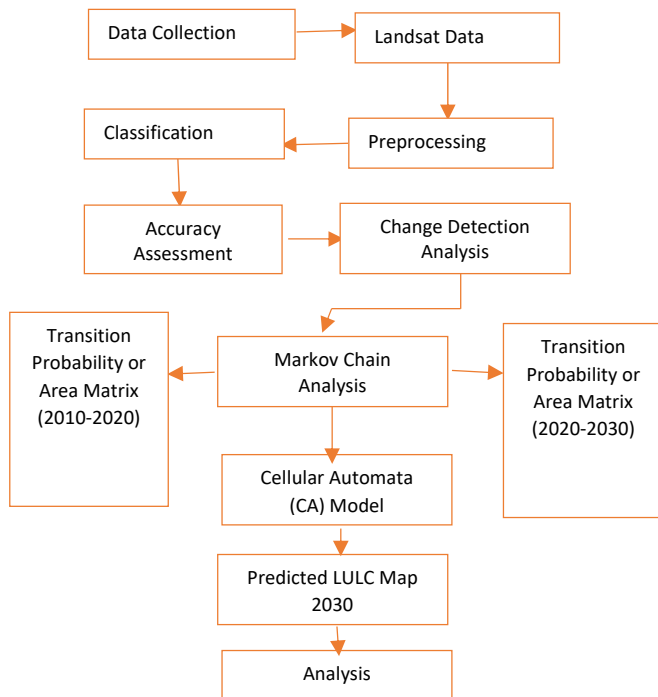 Data Collection
Landsat Data
Classification
Preprocessing
Accuracy
Assessment
Change Detection
Analysis
Transition
Probability or
Area Matrix
(2010-2020)
Markov Chain
Analysis
Transition
Probability or
Area Matrix
(2020-2030)
Cellular Automata
(CA) Model
Predicted LULC Map
2030
Analysis